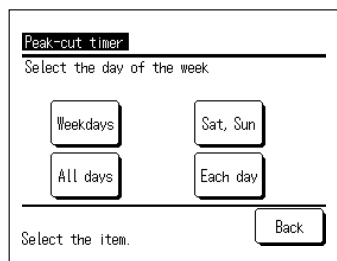 Peak-cut timer
Select the day of the week
Weekdays
Sat, Sun
All days
Each day
Back
Select the item.